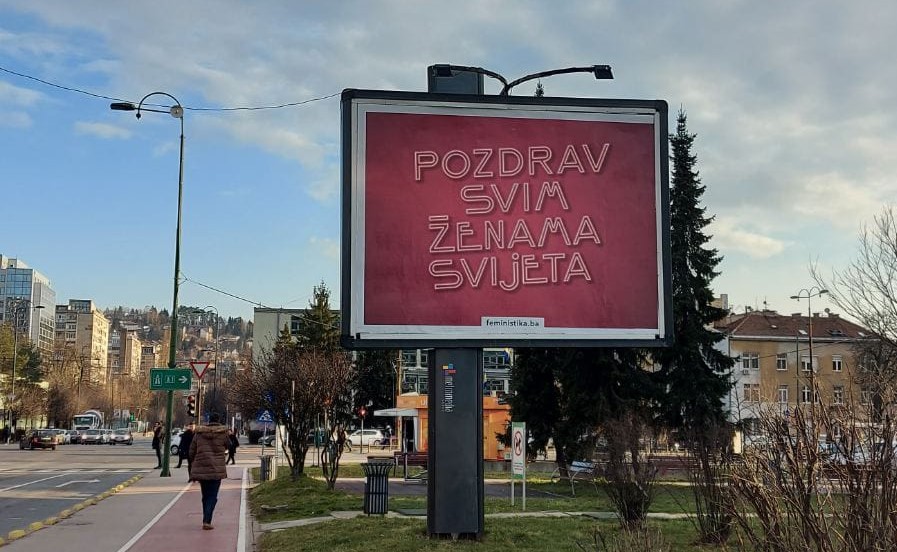 POZDRAV
SVIM
ŽENAMA
SVIJETA
feministika.ba